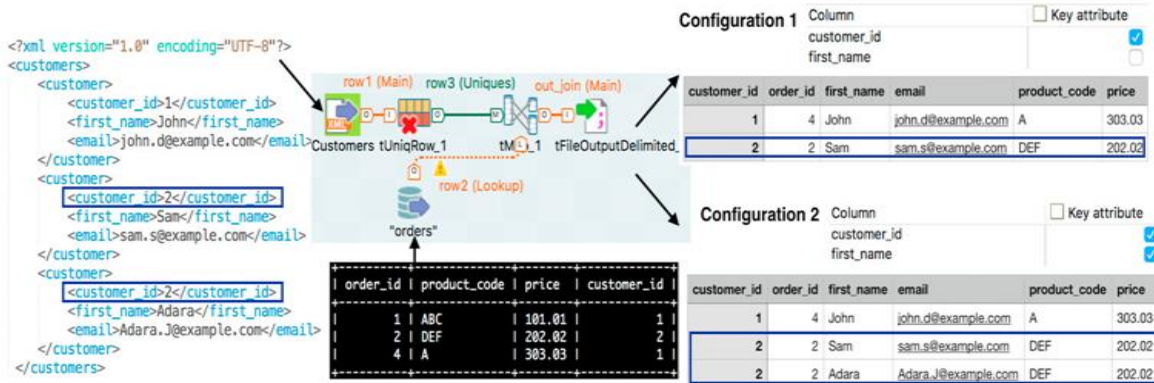 <?xml version="1.0" encoding="UTF-8"?>
<customers>
<customer>
<customer_id>1</customer_id>
<first_name>John</first_name>
<email>john.d@example.com</email>
</customer>
<customer>
<customer_id>2</customer_id>
<first_name>Sam</first_name>
<email>sam.s@example.com</email>
</customer>
<customer>
<customer_id>2</customer_id>
<first_name>Adara</first_name>
<email>Adara.J@example.com</email>
</customer>
</customers>
row1 (Main) row3 (Uniques) out_join (Main)
Customers tUniqRow_1 tFileOutputDelimited_
row2 (Lookup)
"orders"
order_id | product_code | price | customer_id
1 | ABC | 101.01 | 1
2 | DEF | 202.02 | 2
4 | A | 303.03 | 1
Configuration 1 Column Key attribute
customer_id
first_name
customer_id order_id first_name email product_code price
1 4 John john.d@example.com A 303.03
2 2 Sam sam.s@example.com DEF 202.02
Configuration 2 Column Key attribute
customer_id
first_name
customer_id order_id first_name email product_code price
1 4 John john.d@example.com A 303.03
2 2 Sam sam.s@example.com DEF 202.02
2 2 Adara Adara.J@example.com DEF 202.02